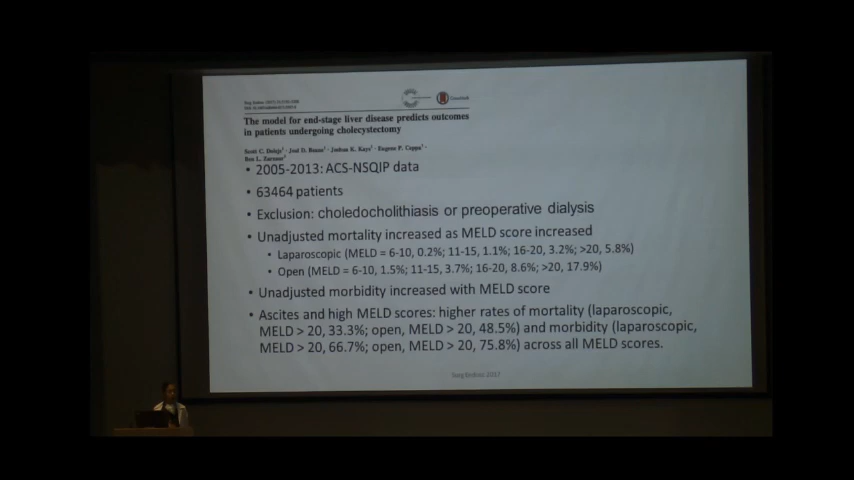 The model for end-stage liver disease predicts outcomes
in patients undergoing cholecystectomy
• 2005-2013: ACS-NSQIP data
• 63464 patients
• Exclusion: choledocholithiasis or preoperative dialysis
• Unadjusted mortality increased as MELD score increased
• Laparoscopic (MELD = 6-10, 0.2%; 11-15, 1.1%; 16-20, 3.2%; >20, 5.8%)
• Open (MELD = 6-10, 1.5%; 11-15, 3.7%; 16-20, 8.6%; >20, 17.9%)
• Unadjusted morbidity increased with MELD score
• Ascites and high MELD scores: higher rates of mortality (laparoscopic,
MELD > 20, 33.3%; open, MELD > 20, 48.5%) and morbidity (laparoscopic,
MELD > 20, 66.7%; open, MELD > 20, 75.8%) across all MELD scores.
Surg Endosc 2017